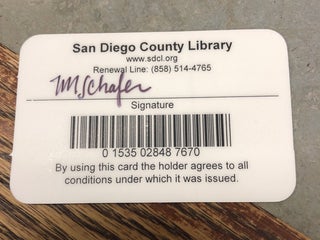 San Diego County Library
www.sdcl.org
Renewal Line: (858) 514-4765
MSchafer
Signature
0 1535 02848 7670
By using this card the holder agrees to all
conditions under which it was issued.